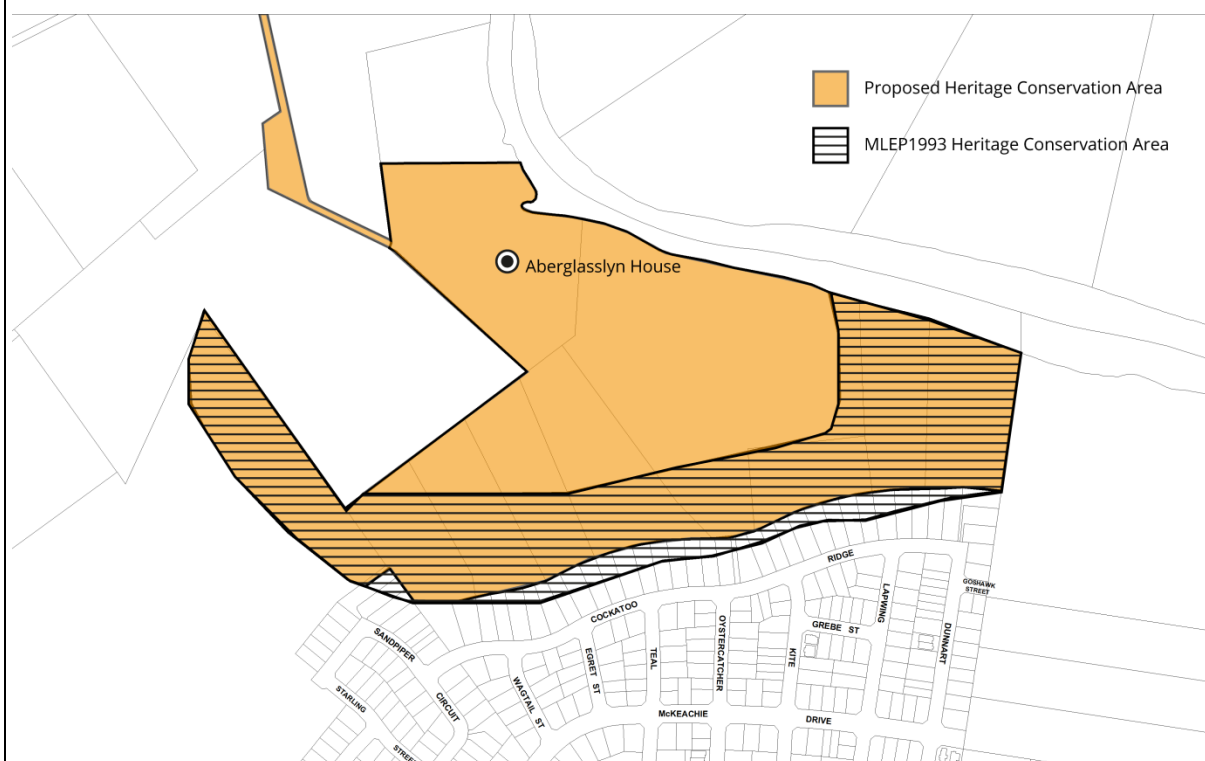 Proposed Heritage Conservation Area
MLEP1993 Heritage Conservation Area
Aberglasslyn House
RIDGE
COCKATOO
LAPWING
GOSHAWK
STREET
DUNNART
GREBE ST
SANDPIPER
OYSTERCATCHER
KITE
TEAL
EGRET ST
WAGTAIL ST
CIRCUIT
STARLING
STREET
McKEACHIE
DRIVE